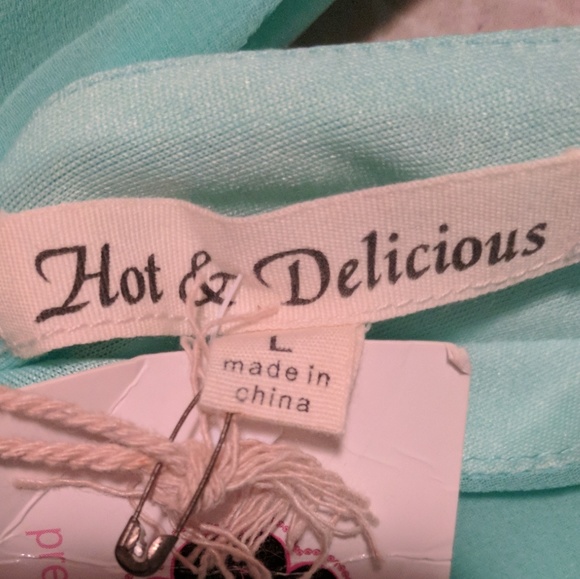 Hot & Delicious
L
made in
china
pre